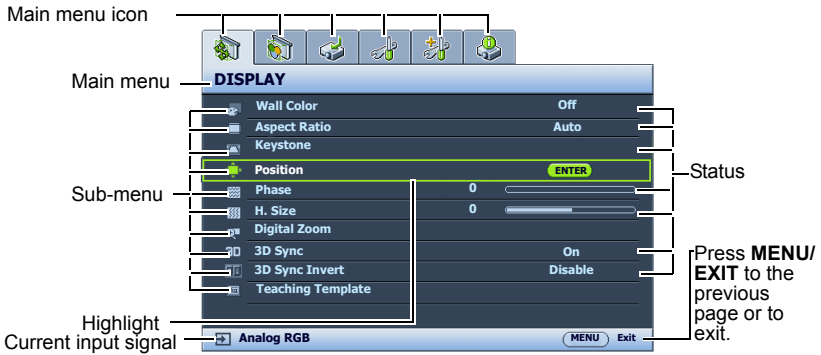 Main menu icon
Main menu
DISPLAY
Wall Color Off
Aspect Ratio Auto
Keystone
Position ENTER
Status
Sub-menu
Phase 0
H. Size 0
Digital Zoom
3D 3D Sync On
3D Sync Invert Disable
Teaching Template
Press MENU/
EXIT to the
previous
page or to
exit.
Highlight
Current input signal
Analog RGB MENU Exit